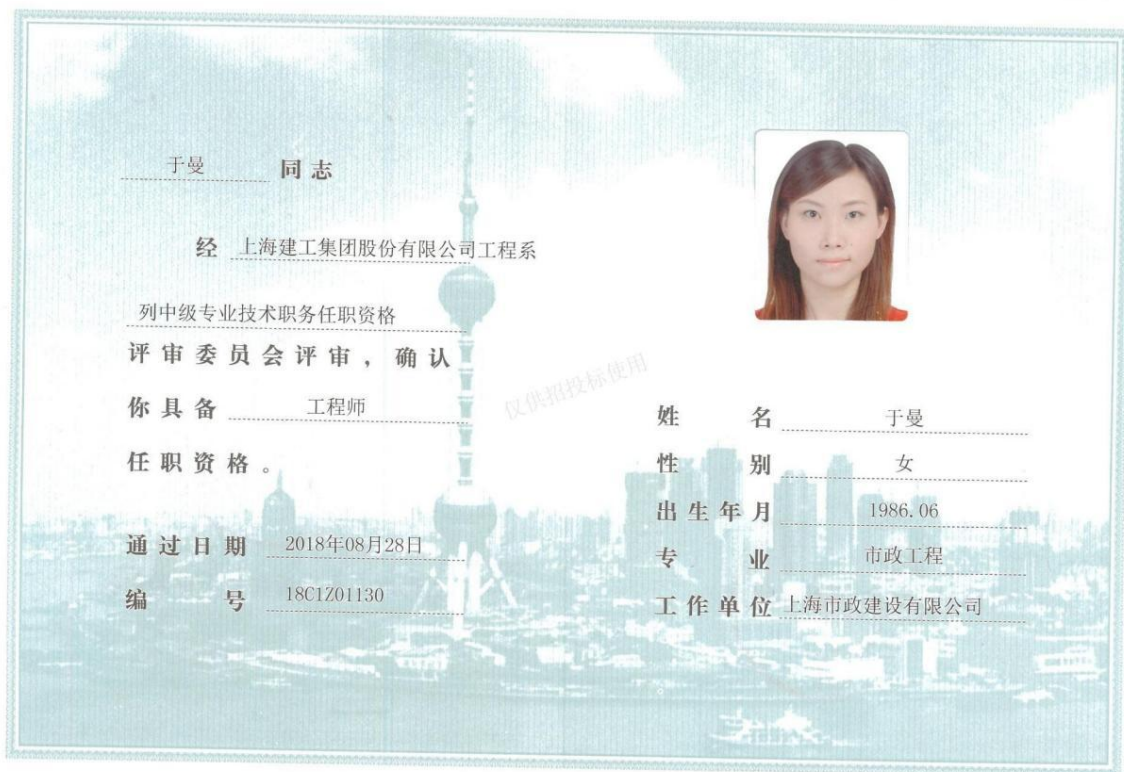 于曼 同志
经 上海建工集团股份有限公司工程系
列中级专业技术职务任职资格
评审委员会评审，确认
你具备 工程师
任职资格。
通过日期 2018年08月28日
编号 18C1Z01130
仅供招投标使用
姓名 于曼
性别 女
出生年月 1986.06
专业 市政工程
工作单位 上海市政建设有限公司